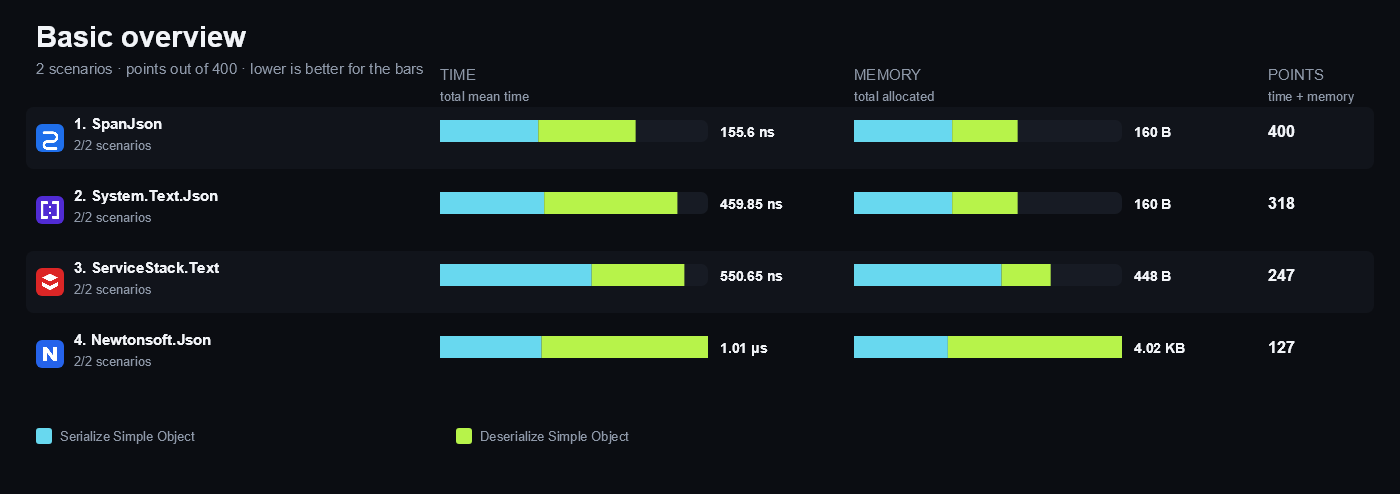 Basic overview
2 scenarios · points out of 400 · lower is better for the bars
TIME
total mean time
MEMORY
total allocated
POINTS
time + memory
1. SpanJson
2/2 scenarios
155.6 ns
160 B
400
2. System.Text.Json
2/2 scenarios
459.85 ns
160 B
318
3. ServiceStack.Text
2/2 scenarios
550.65 ns
448 B
247
N
4. Newtonsoft.Json
2/2 scenarios
1.01 µs
4.02 KB
127
Serialize Simple Object
Deserialize Simple Object